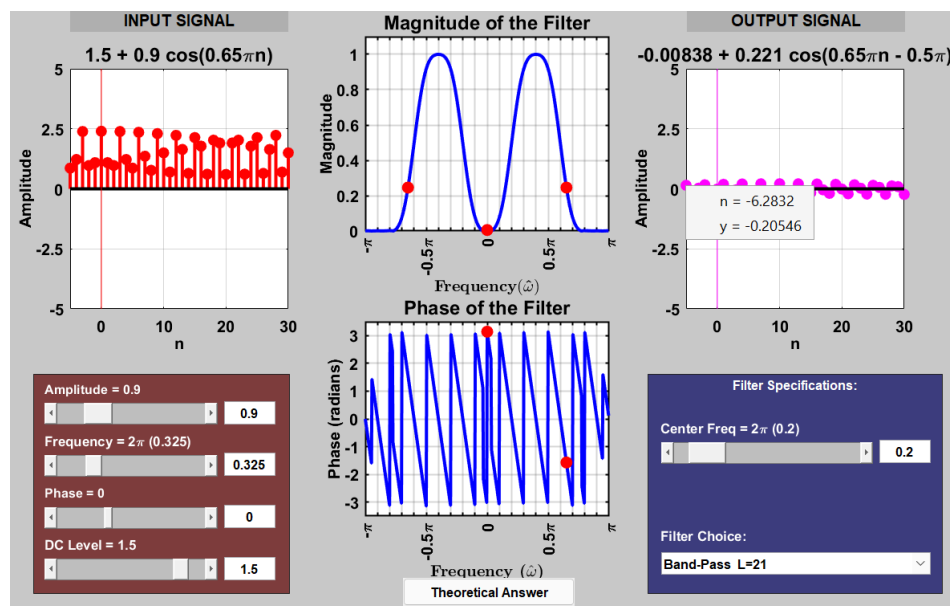 INPUT SIGNAL
1.5 + 0.9 cos(0.65πn)
Amplitude
5
2.5
0
-2.5
-5
0
30
n
Amplitude = 0.9
0.9
Frequency = 2π (0.325)
0.325
Phase = 0
0
DC Level = 1.5
1.5
Magnitude of the Filter
Magnitude
1
0.8
0.6
0.4
0.2
0
-π
-0.5π
0
0.5π
π
Frequency(ω̂)
Phase of the Filter
Phase (radians)
3
2
1
0
-1
-2
-3
-π
-0.5π
0
0.5π
π
Frequency (ω̂)
Theoretical Answer
OUTPUT SIGNAL
-0.00838 + 0.221 cos(0.65πn - 0.5π)
Amplitude
5
2.5
0
-2.5
-5
n = -6.2832
y = -0.20546
0
30
n
Filter Specifications:
Center Freq = 2π (0.2)
0.2
Filter Choice:
Band-Pass L=21